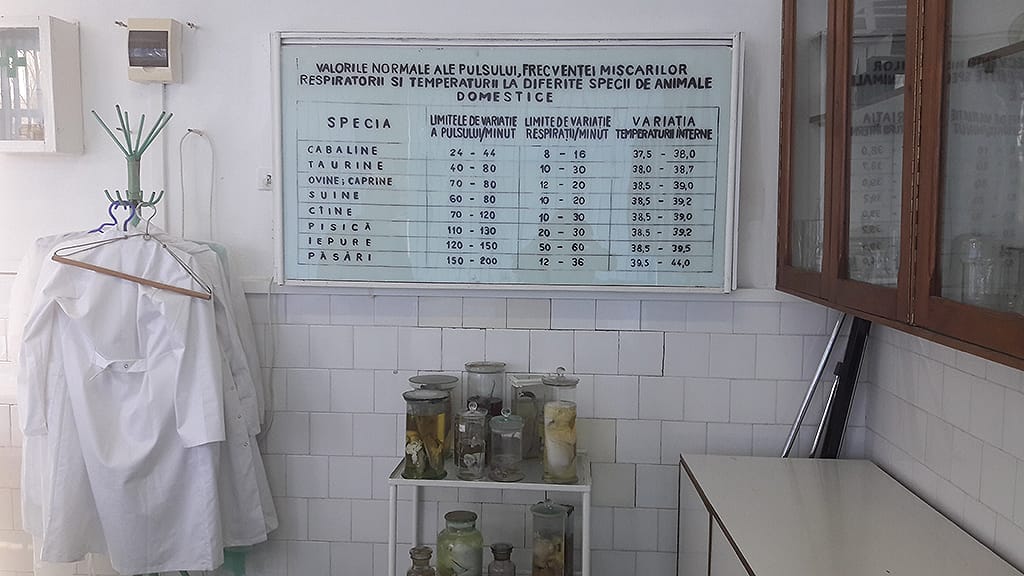 VALORILE NORMALE ALE PULSULUI, FRECVENTEI MISCARILOR
RESPIRATORII SI TEMPERATURII LA DIFERITE SPECII DE ANIMALE
DOMESTICE
SPECIA LIMITELE DE VARIATIE A PULSULUI/MINUT LIMITE DE VARIATIE RESPIRATII/MINUT VARIATIA TEMPERATURII INTERNE
CABALINE 24 - 44 8 - 16 37,5 - 38,0
TAURINE 40 - 80 10 - 30 38,0 - 38,7
OVINE; CAPRINE 70 - 80 12 - 20 38,5 - 39,0
SUINE 60 - 80 10 - 20 38,5 - 39,2
CÎINE 70 - 120 10 - 30 38,5 - 39,0
PISICĂ 110 - 130 20 - 30 38,5 - 39,2
IEPURE 120 - 150 50 - 60 38,5 - 39,5
PĂSĂRI 150 - 200 12 - 36 39,5 - 44,0